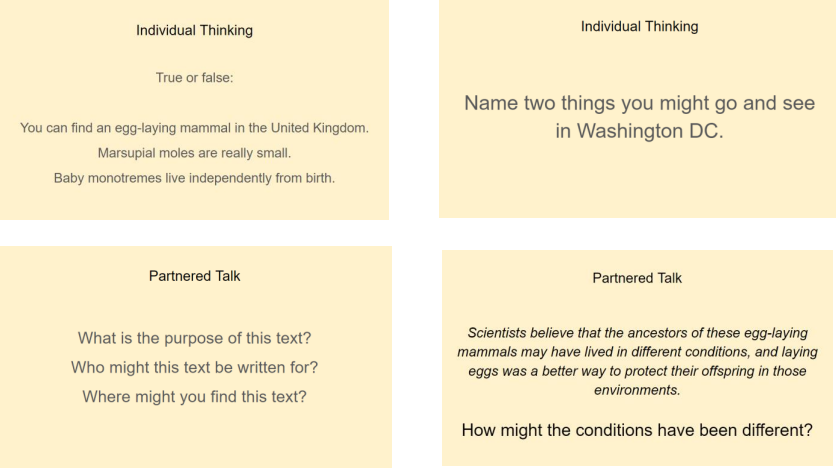 Individual Thinking
True or false:
You can find an egg-laying mammal in the United Kingdom.
Marsupial moles are really small.
Baby monotremes live independently from birth.
Individual Thinking
Name two things you might go and see
in Washington DC.
Partnered Talk
What is the purpose of this text?
Who might this text be written for?
Where might you find this text?
Partnered Talk
Scientists believe that the ancestors of these egg-laying
mammals may have lived in different conditions, and laying
eggs was a better way to protect their offspring in those
environments.
How might the conditions have been different?